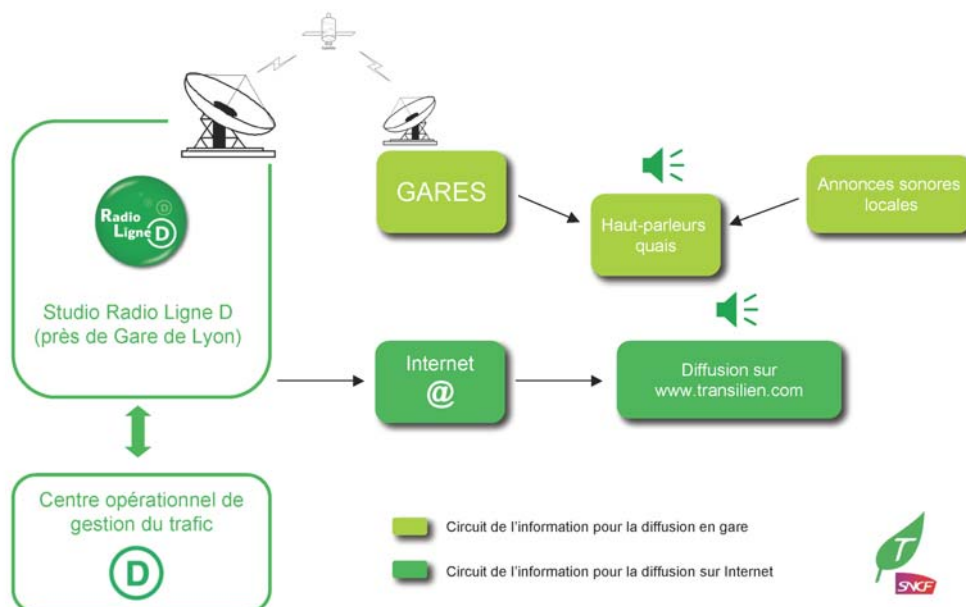 Radio
Ligne D
Studio Radio Ligne D
(près de Gare de Lyon)
GARES
Haut-parleurs
quais
Annonces sonores
locales
Internet
@
Diffusion sur
www.transilien.com
Centre opérationnel de
gestion du trafic
D
Circuit de l'information pour la diffusion en gare
Circuit de l'information pour la diffusion sur Internet
T
SNCF